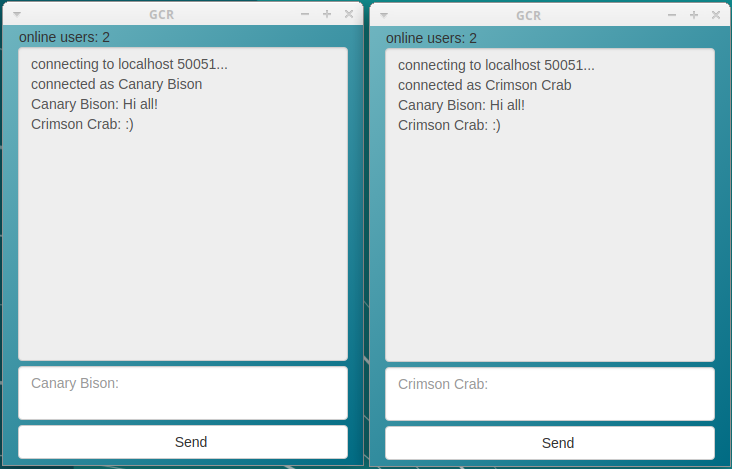 GCR
online users: 2
connecting to localhost 50051...
connected as Canary Bison
Canary Bison: Hi all!
Crimson Crab: :)
Canary Bison:
Send
GCR
online users: 2
connecting to localhost 50051...
connected as Crimson Crab
Canary Bison: Hi all!
Crimson Crab: :)
Crimson Crab:
Send